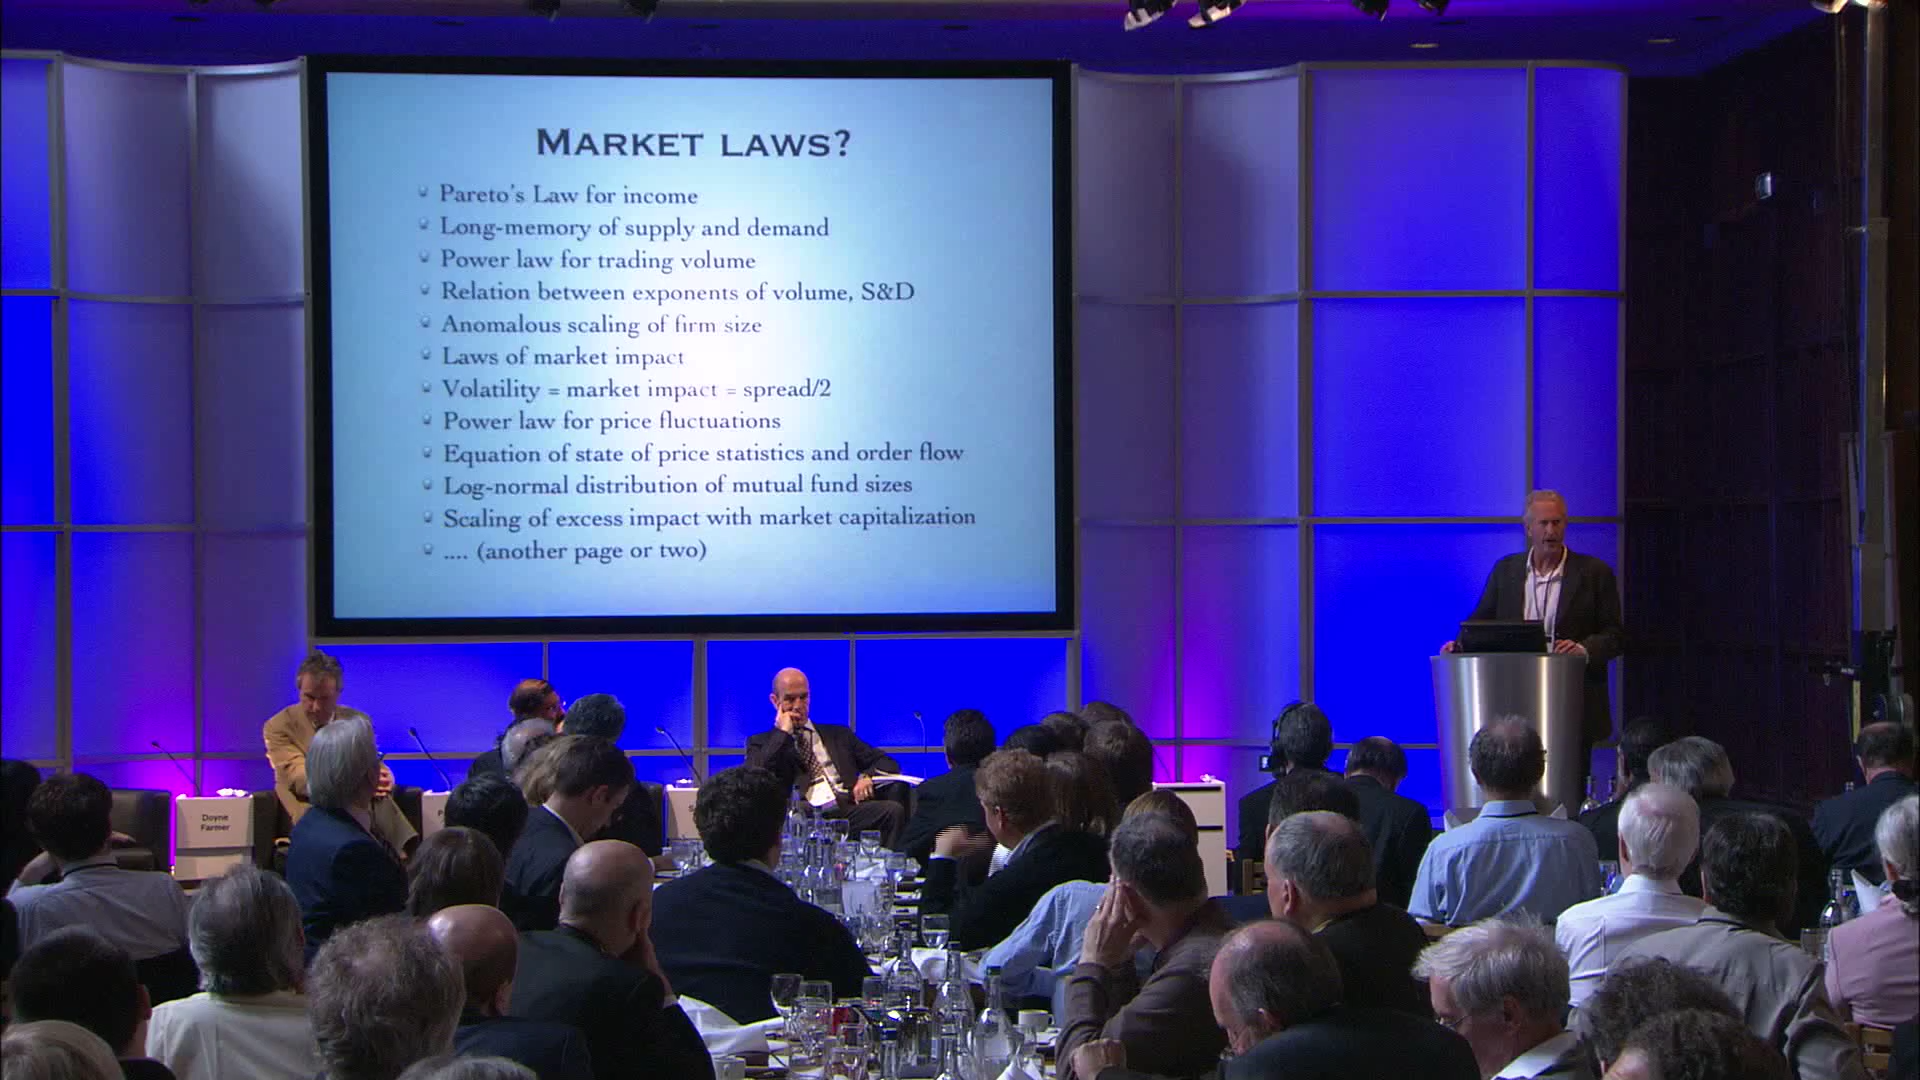 MARKET LAWS?
Pareto's Law for income
Long-memory of supply and demand
Power law for trading volume
Relation between exponents of volume, S&D
Anomalous scaling of firm size
Laws of market impact
Volatility = market impact = spread/2
Power law for price fluctuations
Equation of state of price statistics and order flow
Log-normal distribution of mutual fund sizes
Scaling of excess impact with market capitalization
.... (another page or two)
Doyne
Farmer